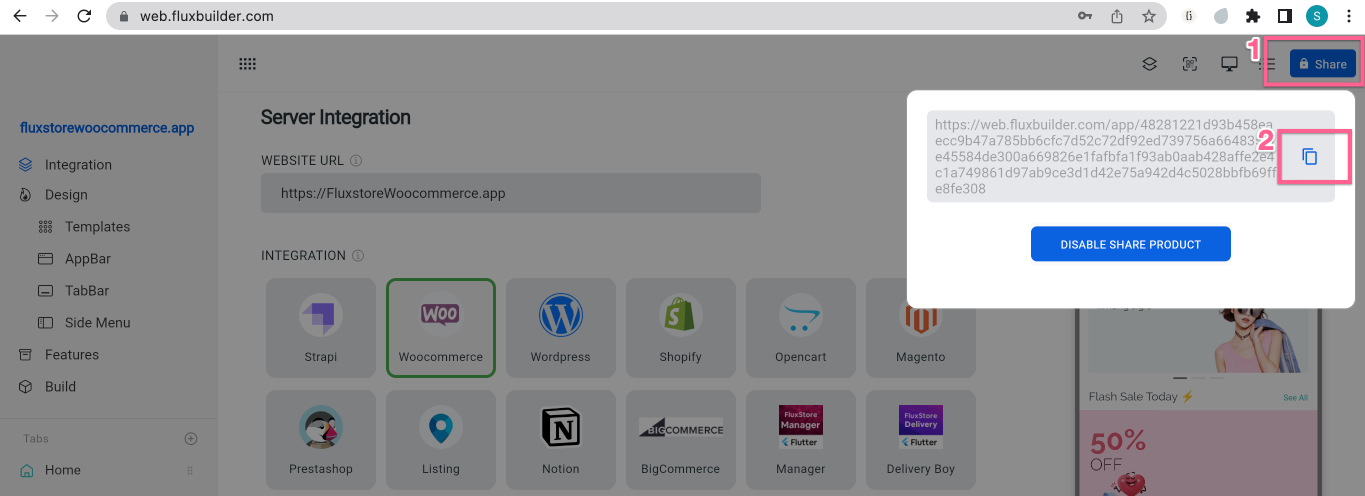 web.fluxbuilder.com
S
1
Share
fluxstorewoocommerce.app
Integration
Design
Templates
AppBar
TabBar
Side Menu
Features
Build
Tabs
Home
Server Integration
WEBSITE URL
https://FluxstoreWoocommerce.app
INTEGRATION
Strapi
WOO
Woocommerce
Wordpress
Shopify
Opencart
Magento
Prestashop
Listing
Notion
BIGCOMMERCE
BigCommerce
FluxStore
Manager
Flutter
Manager
FluxStore
Delivery
Flutter
Delivery Boy
https://web.fluxbuilder.com/app/48281221d93b458ea
ecc9b47a785bb6cfc7d52c72df92ed739756a66483
e45584de300a669826e1fafbfa1f93ab0aab428affe2e4
c1a749861d97ab9ce3d1d42e75a942d4c5028bbfb69ff
e8fe308
2
DISABLE SHARE PRODUCT
Flash Sale Today ⚡
See All
50%
OFF